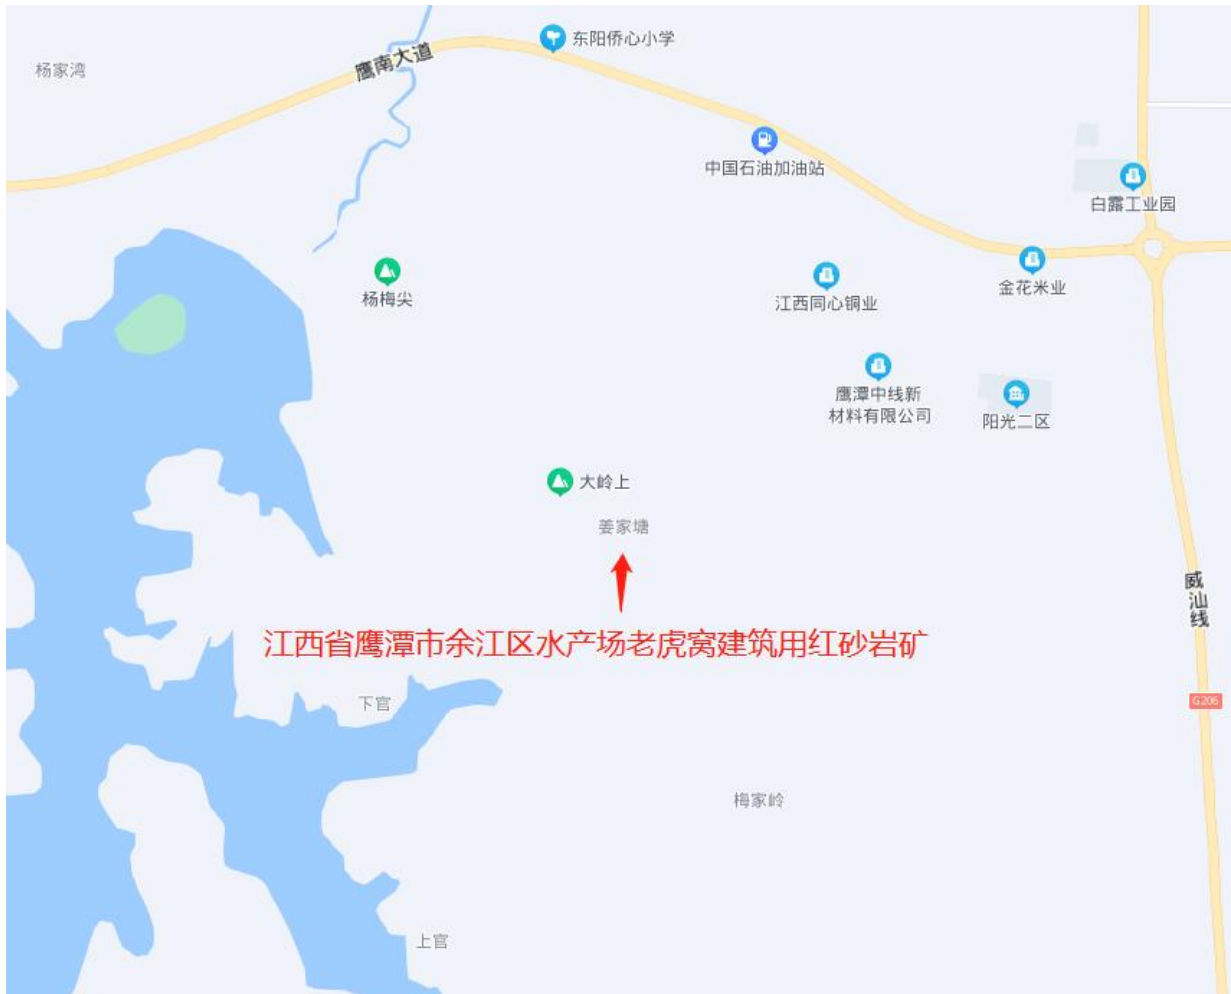 东阳侨心小学
鹰南大道
杨家湾
中国石油加油站
白露工业园
杨梅尖
金花米业
江西同心铜业
鹰潭中线新
材料有限公司
阳光二区
大岭上
姜家塘
威汕线
江西省鹰潭市余江区水产场老虎窝建筑用红砂岩矿
下官
G206
梅家岭
上官